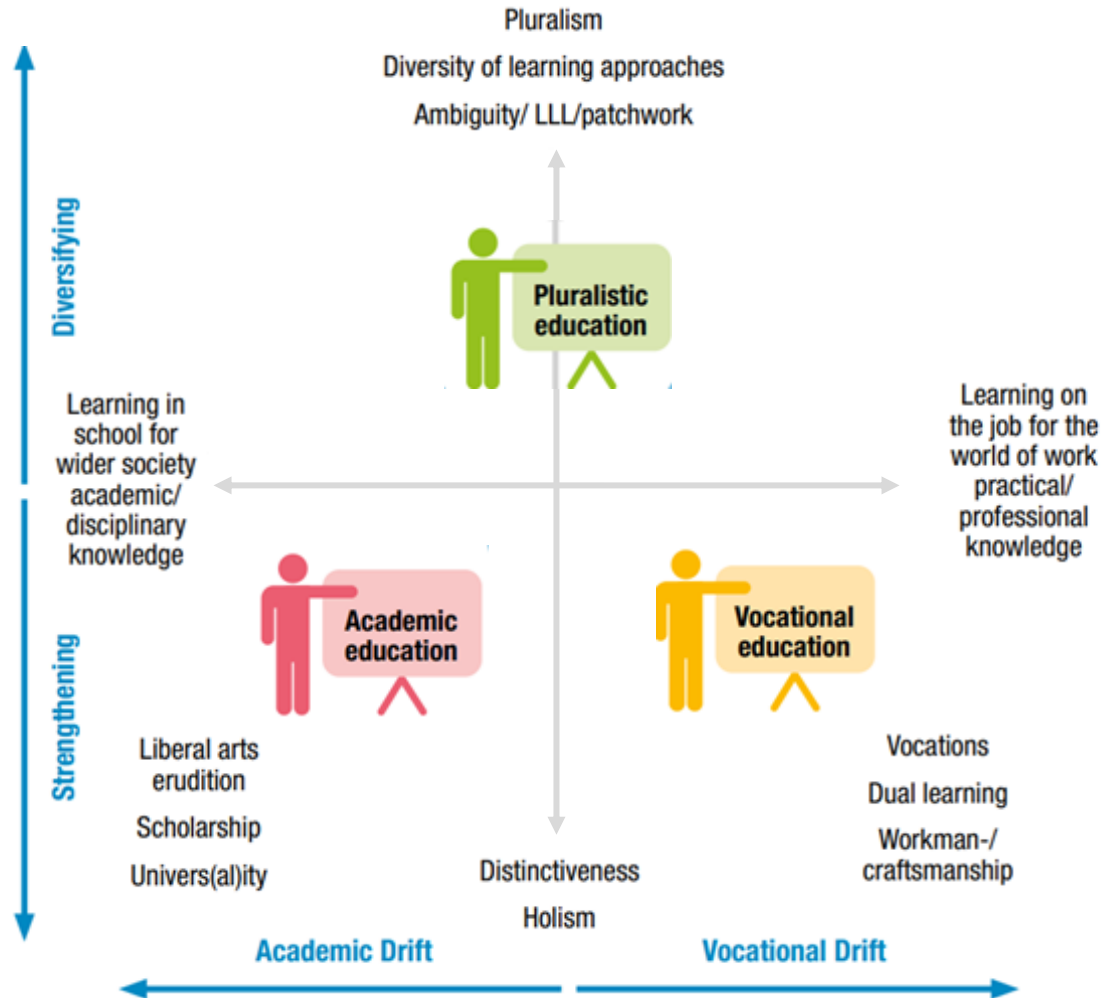 Pluralism
Diversity of learning approaches
Ambiguity/ LLL/patchwork
Diversifying
Pluralistic
education
Learning in
school for
wider society
academic/
disciplinary
knowledge
Learning on
the job for the
world of work
practical/
professional
knowledge
Strengthening
Academic
education
Vocational
education
Liberal arts
erudition
Scholarship
Univers(al)ity
Vocations
Dual learning
Workman-/
craftsmanship
Distinctiveness
Holism
Academic Drift
Vocational Drift